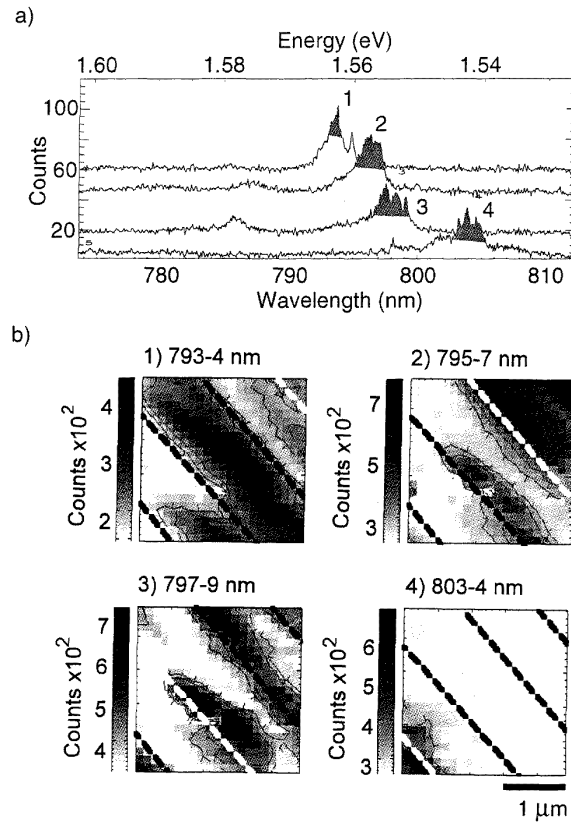 a)
Energy (eV)
1.60 1.58 1.56 1.54
100
60
20
Counts
1 2 3 4
780 790 800 810
Wavelength (nm)
b)
1) 793-4 nm
4
3
2
Counts x10²
2) 795-7 nm
7
5
3
Counts x10²
3) 797-9 nm
7
6
5
4
Counts x10²
4) 803-4 nm
6
5
4
3
Counts x10²
1 μm